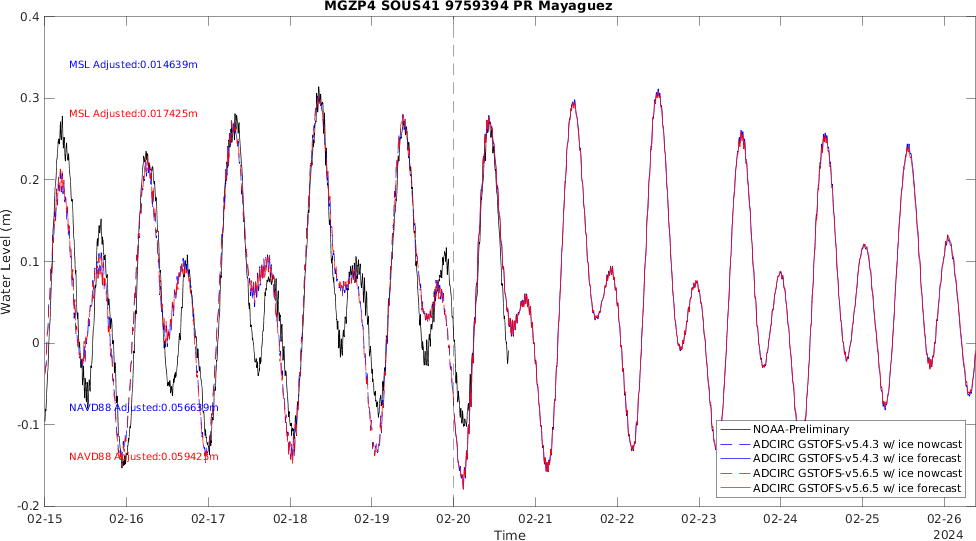 MGZP4 SOUS41 9759394 PR Mayaguez
0.4
0.3
0.2
0.1
0
-0.1
-0.2
Water Level (m)
MSL Adjusted:0.014639m
MSL Adjusted:0.017425m
NAVD88 Adjusted:0.056639m
NAVD88 Adjusted:0.059425m
NOAA-Preliminary
ADCIRC GSTOFS-v5.4.3 w/ ice nowcast
ADCIRC GSTOFS-v5.4.3 w/ ice forecast
ADCIRC GSTOFS-v5.6.5 w/ ice nowcast
ADCIRC GSTOFS-v5.6.5 w/ ice forecast
02-15 02-16 02-17 02-18 02-19 02-20 02-21 02-22 02-23 02-24 02-25 02-26
Time
2024